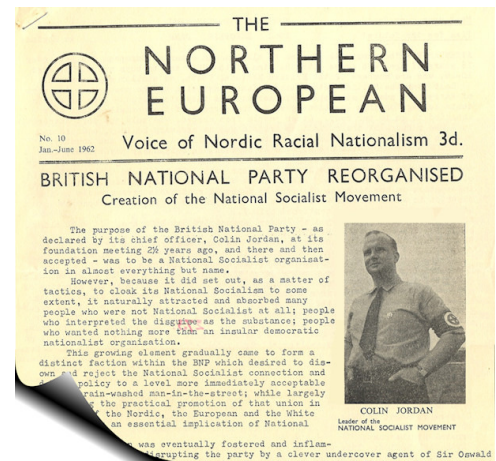 THE
NORTHERN
EUROPEAN
No. 10
Jan.-June 1962
Voice of Nordic Racial Nationalism 3d.
BRITISH NATIONAL PARTY REORGANISED
Creation of the National Socialist Movement
The purpose of the British National Party - as
declared by its chief officer, Colin Jordan, at its
foundation meeting 2½ years ago, and there and then
accepted - was to be a National Socialist organisat-
ion in almost everything but name.
However, because it did set out, as a matter of
tactics, to cloak its National Socialism to some
extent, it naturally attracted and absorbed many
people who were not National Socialist at all; people
who interpreted the disguise as the substance; people
who wanted nothing more than an insular democratic
nationalist organisation.
This growing element gradually came to form a
distinct faction within the BNP which desired to dis-
own and reject the National Socialist connection and
policy to a level more immediately acceptable
rain-washed man-in-the-street; while largely
the practical promotion of that union in
of the Nordic, the European and the White
an essential implication of National
was eventually fostered and inflam-
disrupting the party by a clever undercover agent of Sir Oswald
COLIN JORDAN
Leader of the
NATIONAL SOCIALIST MOVEMENT